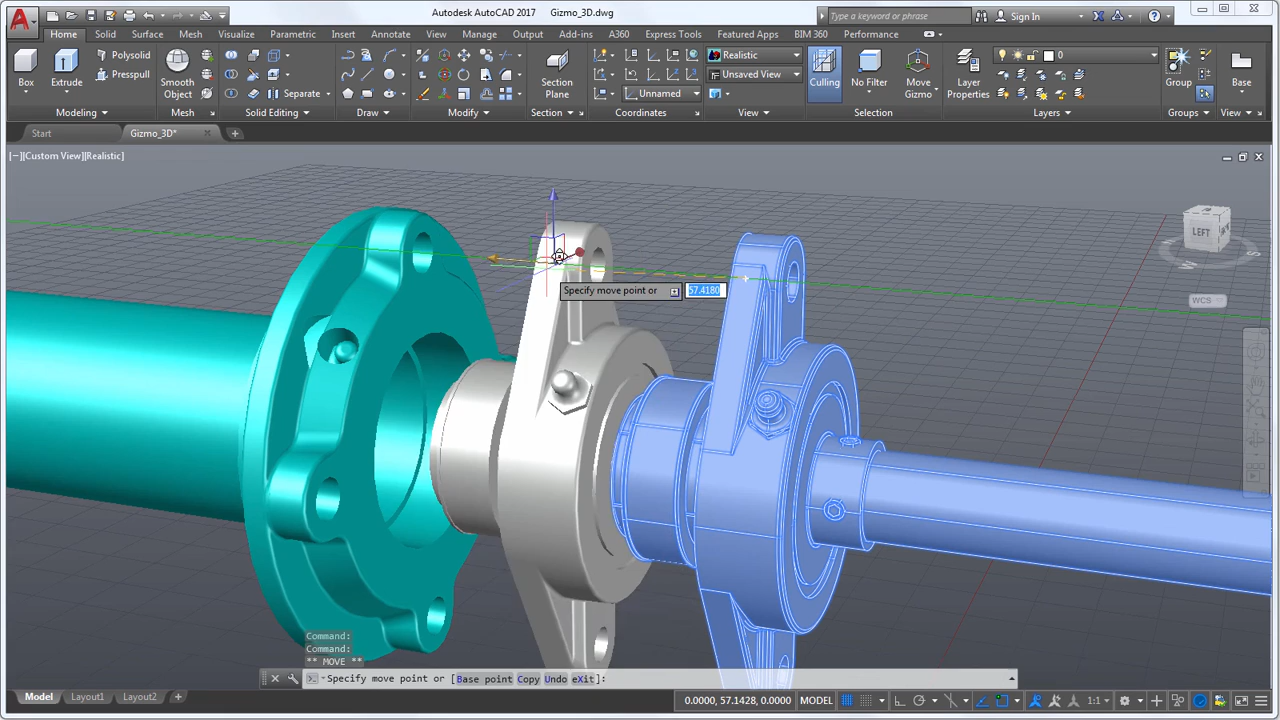 Autodesk AutoCAD 2017 Gizmo_3D.dwg
Type a keyword or phrase
Sign In
Home Solid Surface Mesh Visualize Parametric Insert Annotate View Manage Output Add-ins A360 Express Tools Featured Apps BIM 360 Performance
Box
Extrude
Polysolid
Presspull
Smooth
Object
Separate
Section
Plane
Unnamed
Realistic
Unsaved View
Culling
No Filter
Move
Gizmo
Layer
Properties
0
Group
Base
Modeling
Mesh
Solid Editing
Draw
Modify
Section
Coordinates
View
Selection
Layers
Groups
View
Start
Gizmo_3D*
[−][Custom View][Realistic]
LEFT
W
S
WCS
Specify move point or
57.4180
Command:
Command:
** MOVE **
Specify move point or [Base point Copy Undo eXit]:
Model Layout1 Layout2
0.0000, 57.1428, 0.0000 MODEL
1:1